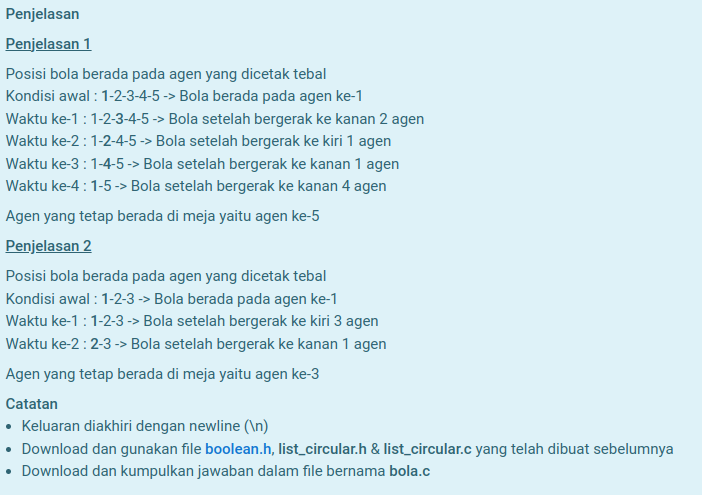 Penjelasan
Penjelasan 1
Posisi bola berada pada agen yang dicetak tebal
Kondisi awal : 1-2-3-4-5 -> Bola berada pada agen ke-1
Waktu ke-1 : 1-2-3-4-5 -> Bola setelah bergerak ke kanan 2 agen
Waktu ke-2 : 1-2-4-5 -> Bola setelah bergerak ke kiri 1 agen
Waktu ke-3 : 1-4-5 -> Bola setelah bergerak ke kanan 1 agen
Waktu ke-4 : 1-5 -> Bola setelah bergerak ke kanan 4 agen
Agen yang tetap berada di meja yaitu agen ke-5
Penjelasan 2
Posisi bola berada pada agen yang dicetak tebal
Kondisi awal : 1-2-3 -> Bola berada pada agen ke-1
Waktu ke-1 : 1-2-3 -> Bola setelah bergerak ke kiri 3 agen
Waktu ke-2 : 2-3 -> Bola setelah bergerak ke kanan 1 agen
Agen yang tetap berada di meja yaitu agen ke-3
Catatan
• Keluaran diakhiri dengan newline (\n)
• Download dan gunakan file boolean.h, list_circular.h & list_circular.c yang telah dibuat sebelumnya
• Download dan kumpulkan jawaban dalam file bernama bola.c